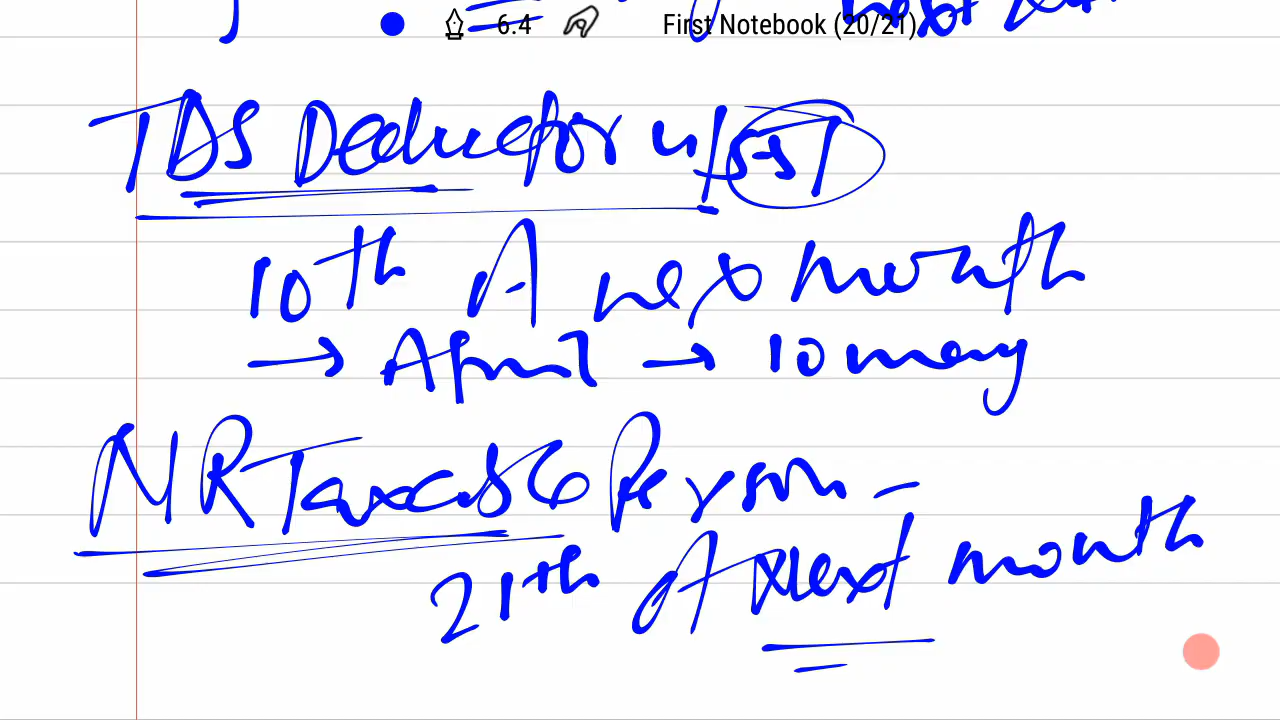 6.4 First Notebook (20/21)
TDS Deductor u/s 51
10th of next month
→ April → 10 may
NR Taxable Person -
21th of Next month